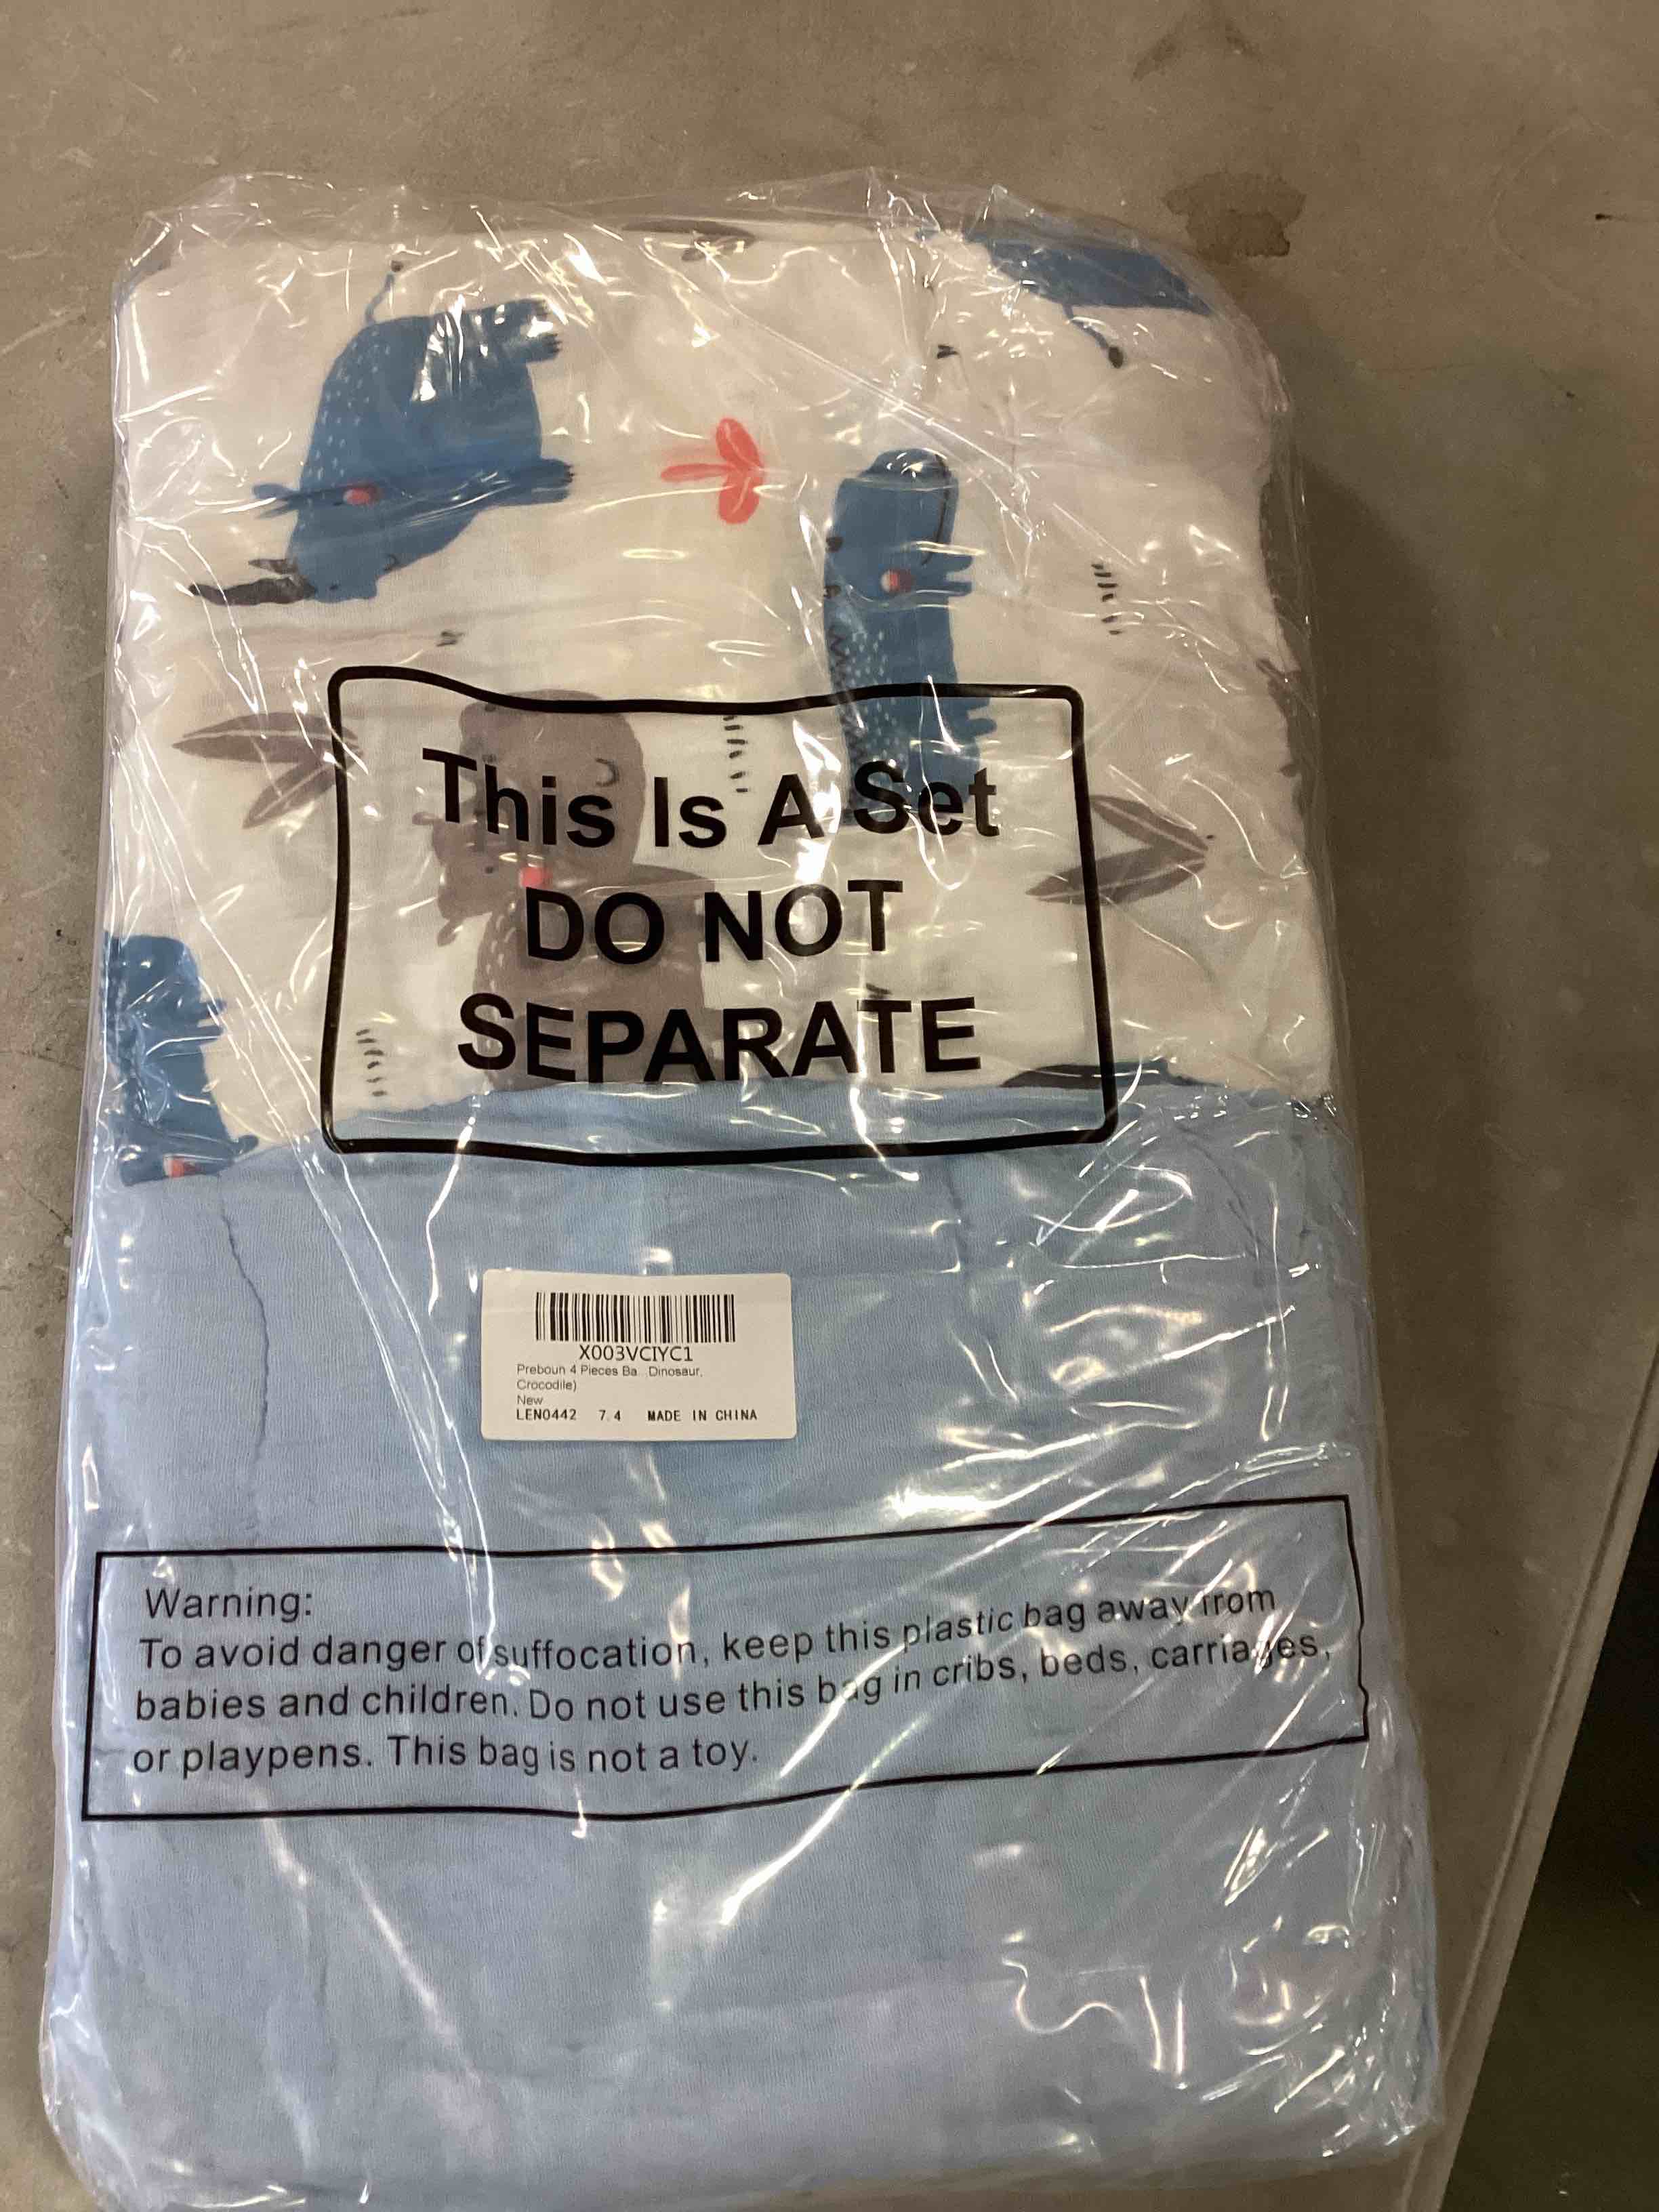 This Is A Set
DO NOT
SEPARATE
X003VCIYC1
Preboun 4 Pieces Ba... Dinosaur,
Crocodile)
New
LEN0442 7.4 MADE IN CHINA
Warning:
To avoid danger of suffocation, keep this plastic bag away from
babies and children. Do not use this bag in cribs, beds, carriages,
or playpens. This bag is not a toy.